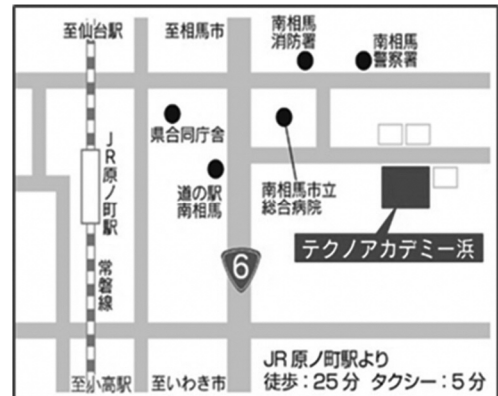 至仙台駅
至相馬市
南相馬
消防署
南相馬
警察署
県合同庁舎
JR原ノ町駅
道の駅
南相馬
南相馬市立
総合病院
テクノアカデミー浜
6
常磐線
JR原ノ町駅より
徒歩:25分 タクシー:5分
至小高駅
至いわき市